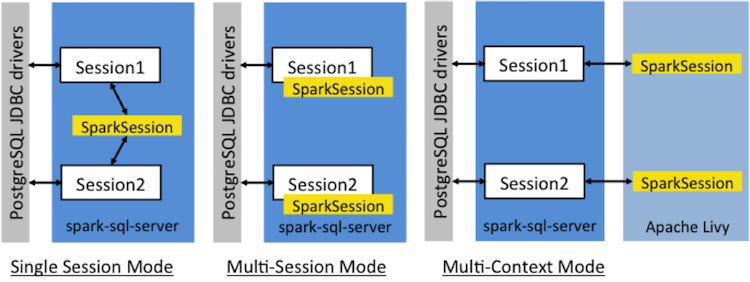 PostgreSQL JDBC drivers
Session1
SparkSession
Session2
spark-sql-server
Single Session Mode
PostgreSQL JDBC drivers
Session1
SparkSession
Session2
SparkSession
spark-sql-server
Multi-Session Mode
PostgreSQL JDBC drivers
Session1
SparkSession
Session2
SparkSession
spark-sql-server
Apache Livy
Multi-Context Mode